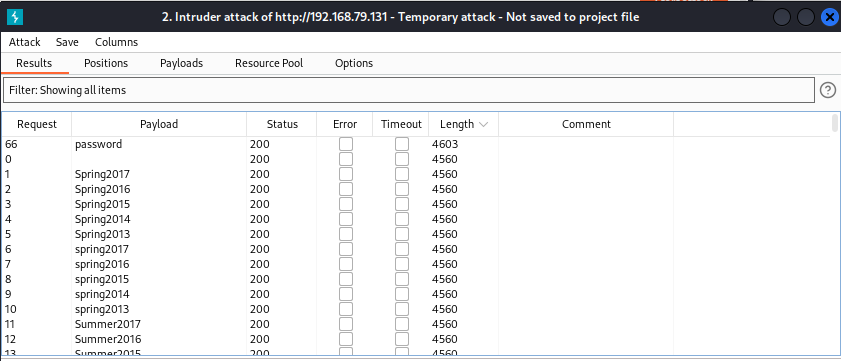 2. Intruder attack of http://192.168.79.131 - Temporary attack - Not saved to project file
Attack Save Columns
Results Positions Payloads Resource Pool Options
Filter: Showing all items ?
Request Payload Status Error Timeout Length Comment
66 password 200 4603
0 200 4560
1 Spring2017 200 4560
2 Spring2016 200 4560
3 Spring2015 200 4560
4 Spring2014 200 4560
5 Spring2013 200 4560
6 spring2017 200 4560
7 spring2016 200 4560
8 spring2015 200 4560
9 spring2014 200 4560
10 spring2013 200 4560
11 Summer2017 200 4560
12 Summer2016 200 4560
13 Summer2015 200 4560